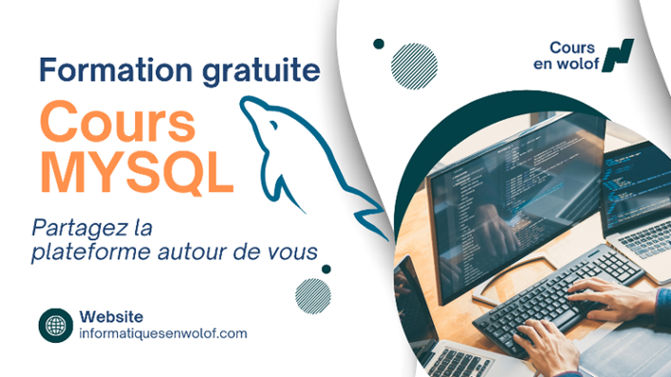 Formation gratuite
Cours
MYSQL
Partagez la
plateforme autour de vous
Website
informatiquesenwolof.com
Cours
en wolof